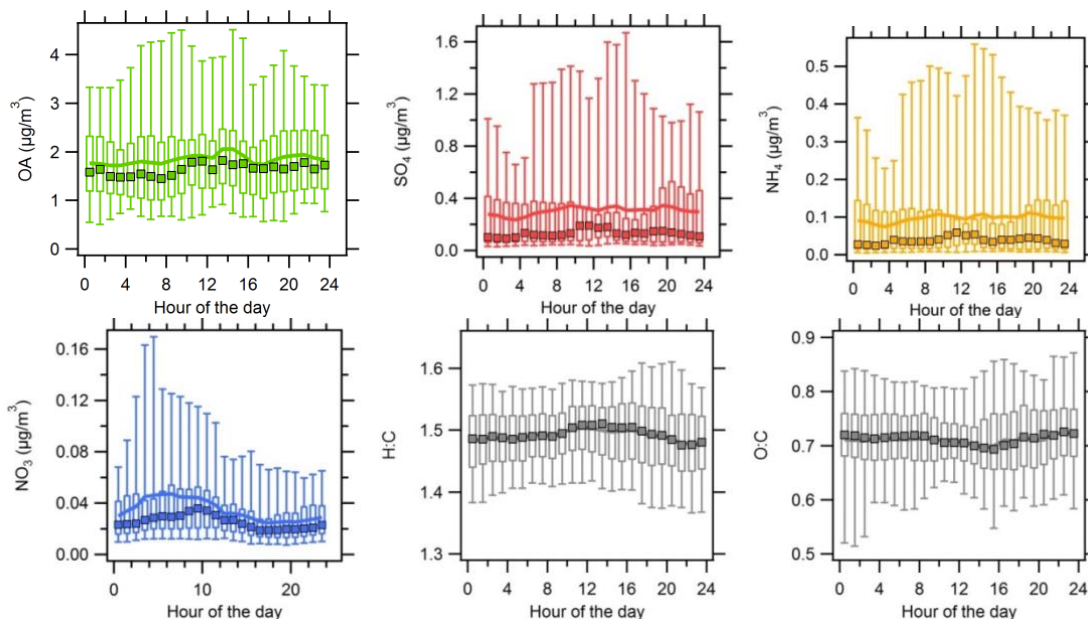 OA (µg/m³)
4
3
2
1
0
0 4 8 12 16 20 24
Hour of the day
SO₄ (µg/m³)
1.6
1.2
0.8
0.4
0.0
0 4 8 12 16 20 24
Hour of the day
NH₄ (µg/m³)
0.5
0.4
0.3
0.2
0.1
0.0
0 4 8 12 16 20 24
Hour of the day
NO₃ (µg/m³)
0.16
0.12
0.08
0.04
0.00
0 10 20
Hour of the day
H:C
1.6
1.5
1.4
1.3
0 4 8 12 16 20 24
Hour of the day
O:C
0.9
0.8
0.7
0.6
0.5
0 4 8 12 16 20 24
Hour of the day